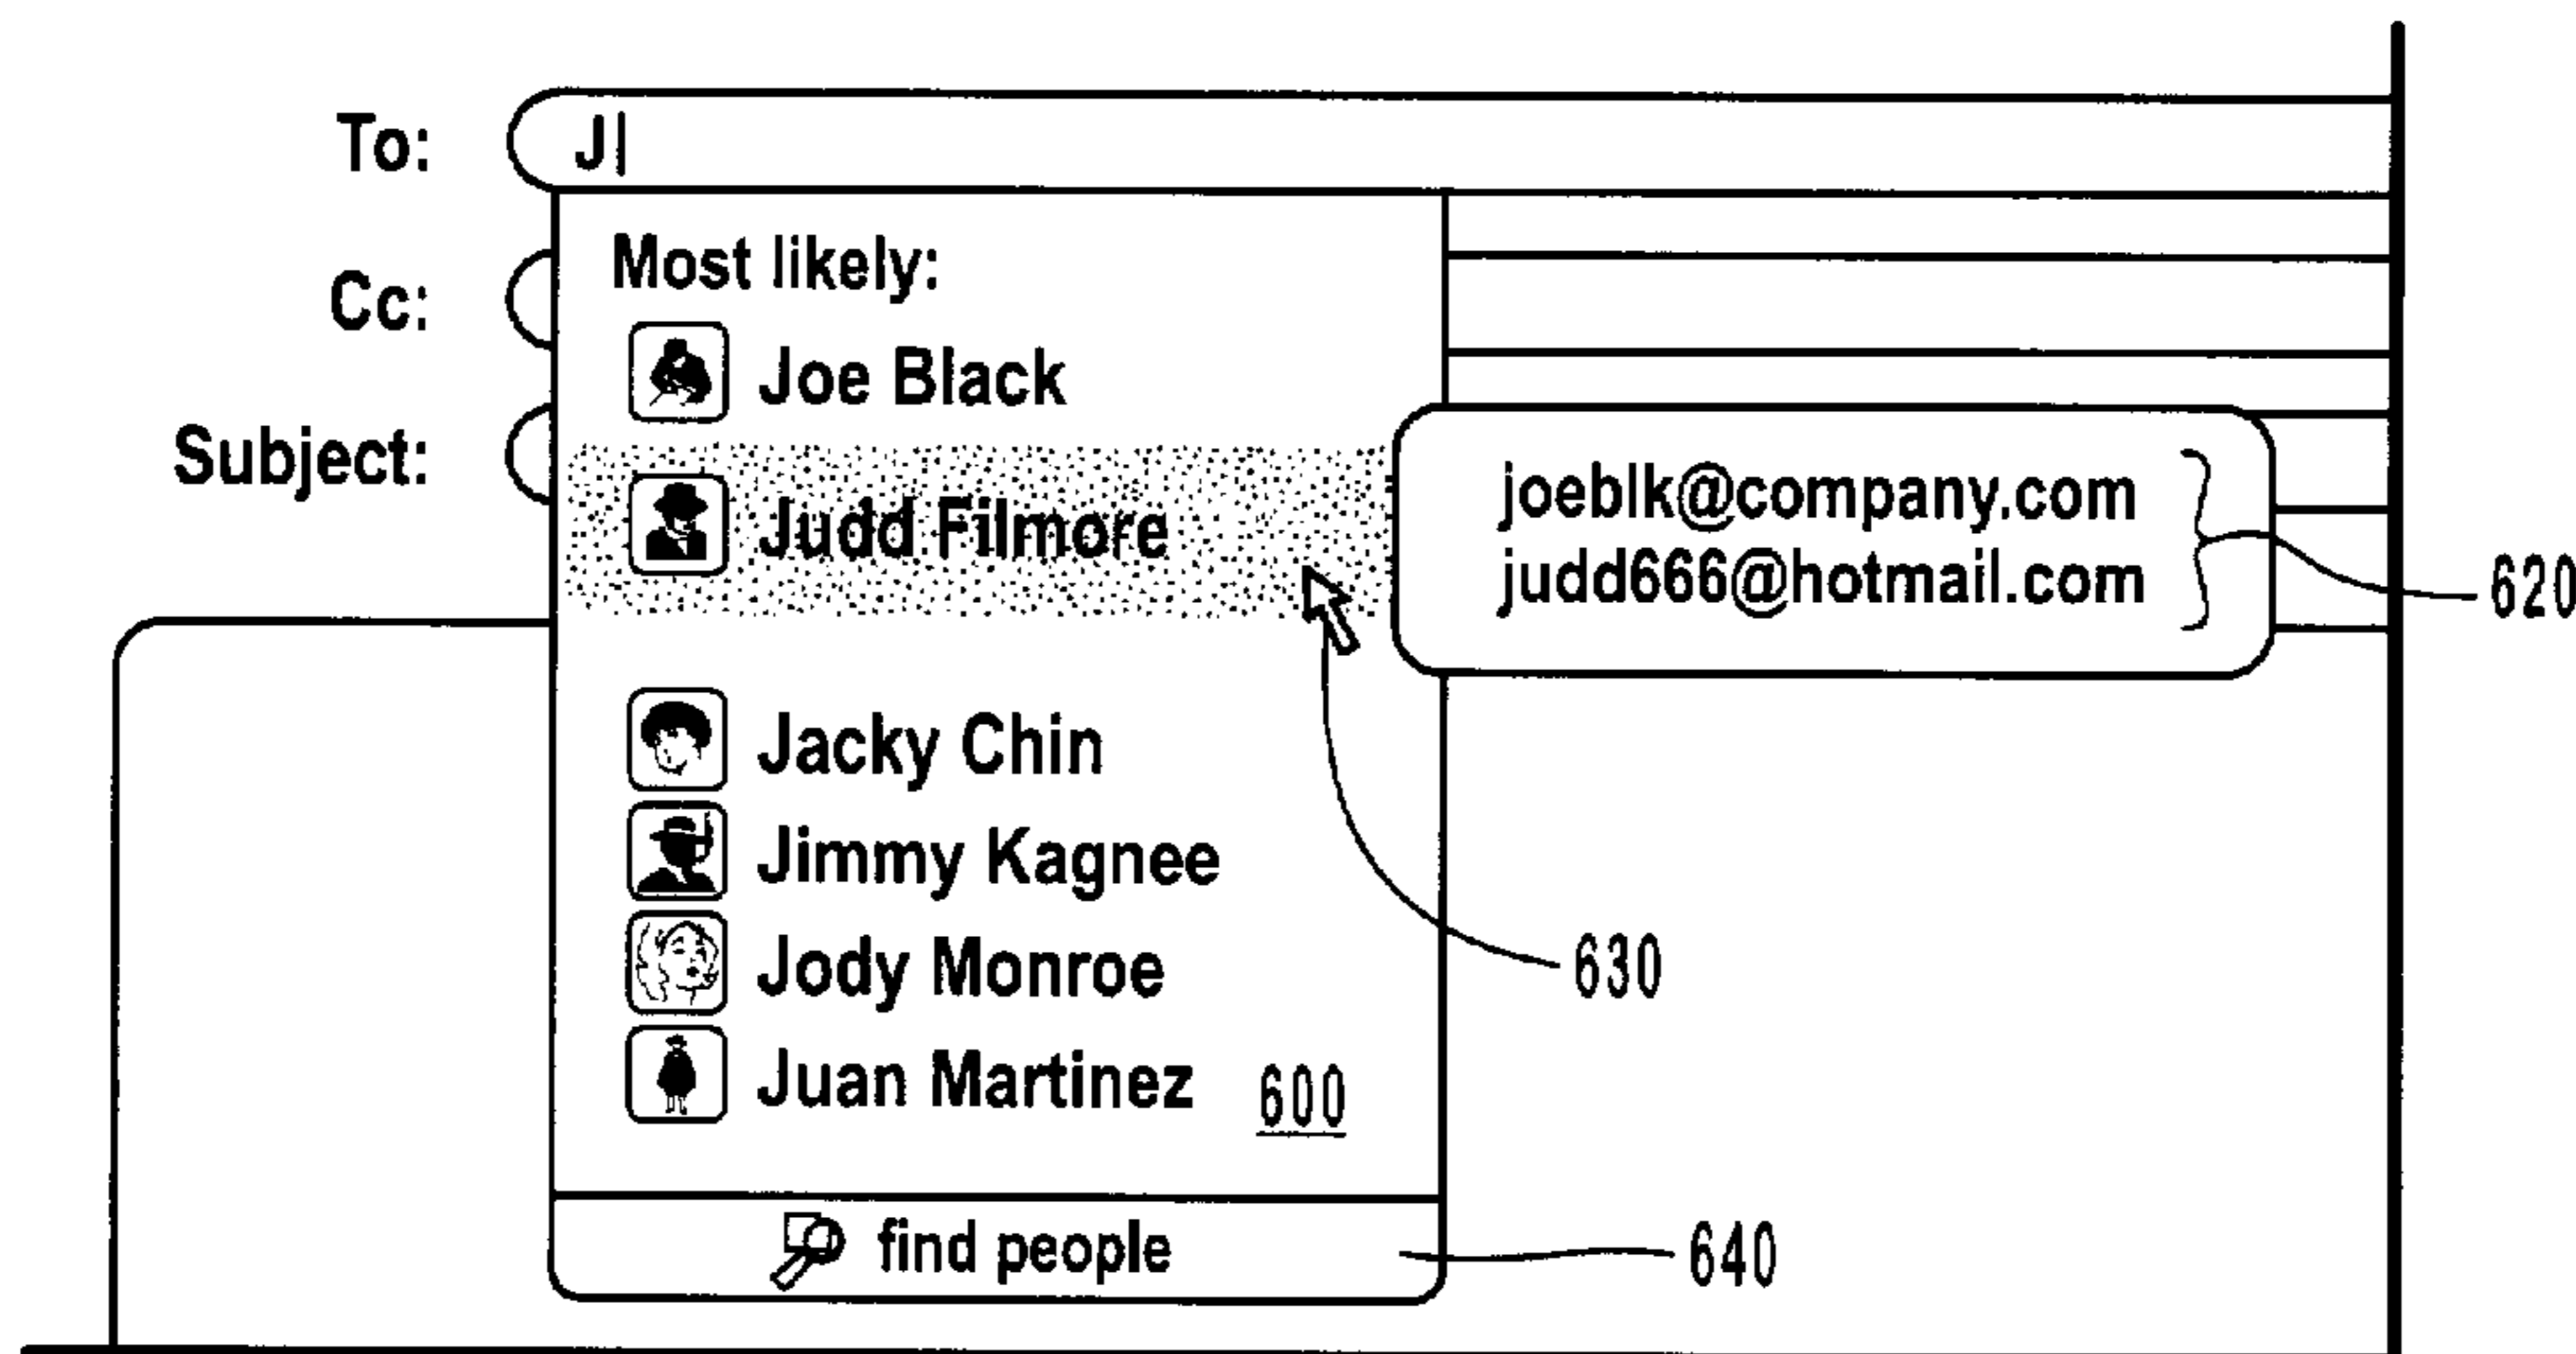 To: J
Cc:
Subject:
Most likely:
Joe Black
Judd Filmore
joeblk@company.com
judd666@hotmail.com
620
Jacky Chin
Jimmy Kagnee
Jody Monroe
630
Juan Martinez
600
find people
640